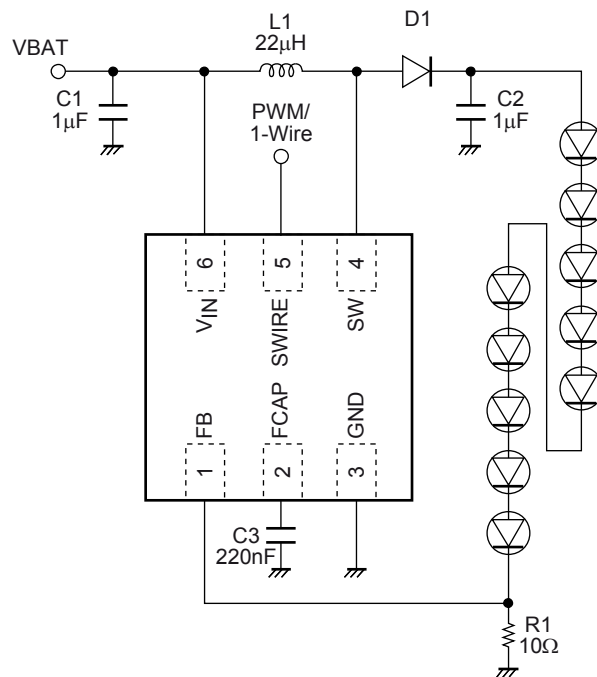 D1
L1
22μH
VBAT
C1
1μF
PWM/
1-Wire
C2
1μF
6
5
4
VIN
SWIRE
SW
FB
FCAP
GND
1
2
3
C3
220nF
R1
10Ω